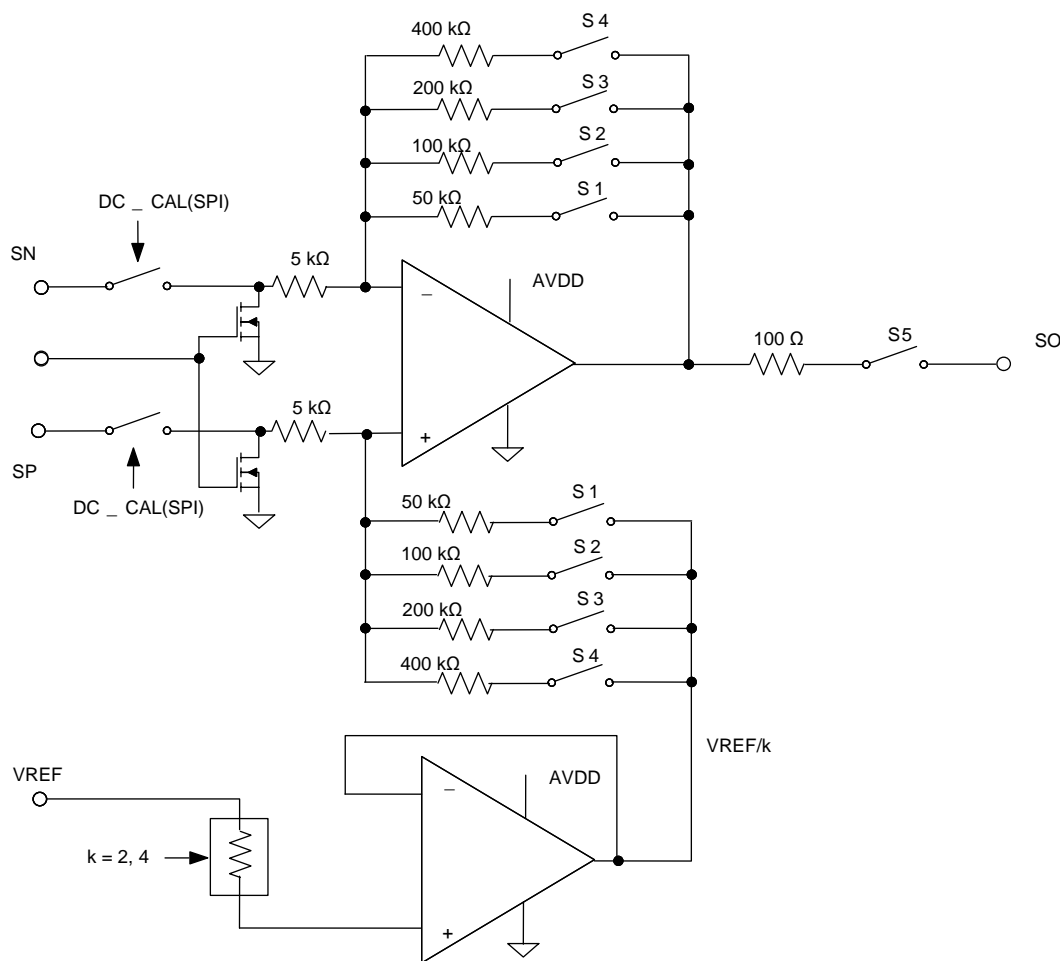 S 4
400 kΩ
S 3
200 kΩ
S 2
100 kΩ
S 1
50 kΩ
DC _ CAL(SPI)
SN
5 kΩ
AVDD
–
100 Ω
S5
SO
5 kΩ
+
SP
DC _ CAL(SPI)
S 1
50 kΩ
S 2
100 kΩ
S 3
200 kΩ
S 4
400 kΩ
VREF/k
VREF
AVDD
–
k = 2, 4
+